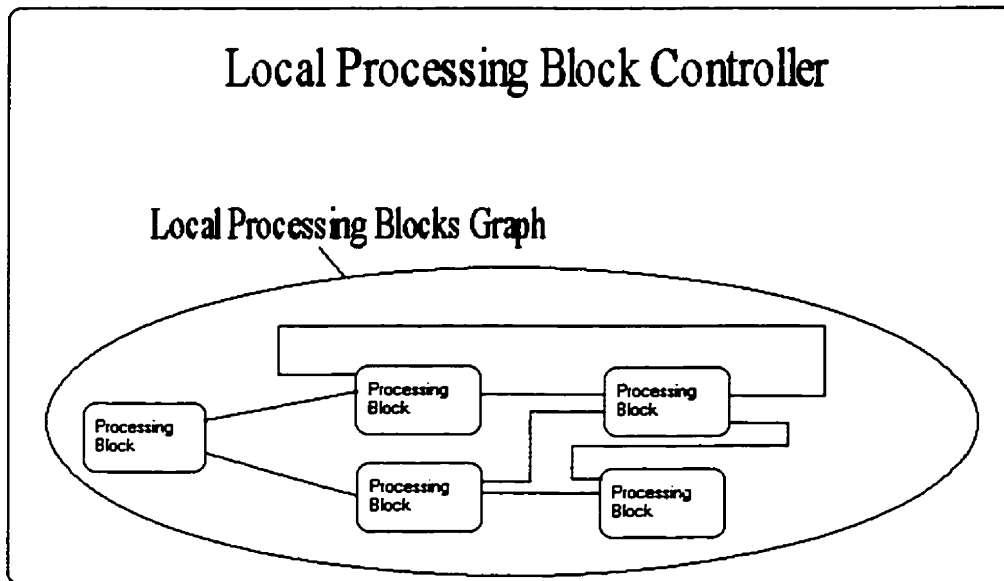 Local Processing Block Controller
Local Processing Blocks Graph
Processing
Block
Processing
Block
Processing
Block
Processing
Block
Processing
Block